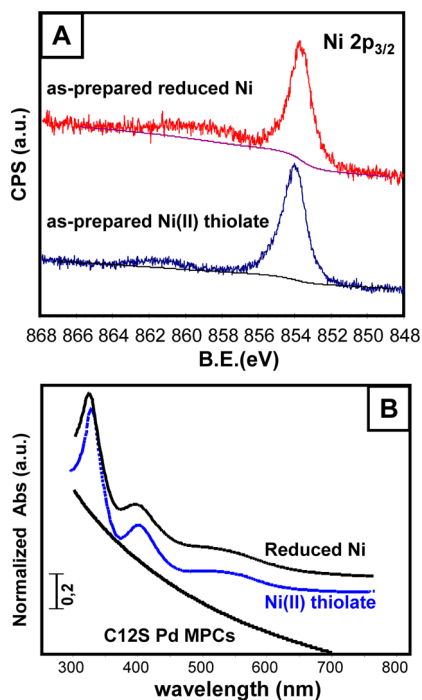 A
Ni 2p3/2
as-prepared reduced Ni
as-prepared Ni(II) thiolate
CPS (a.u.)
868 866 864 862 860 858 856 854 852 850 848
B.E.(eV)
B
Normalized Abs (a.u.)
0,2
Reduced Ni
Ni(II) thiolate
C12S Pd MPCs
300 400 500 600 700 800
wavelength (nm)